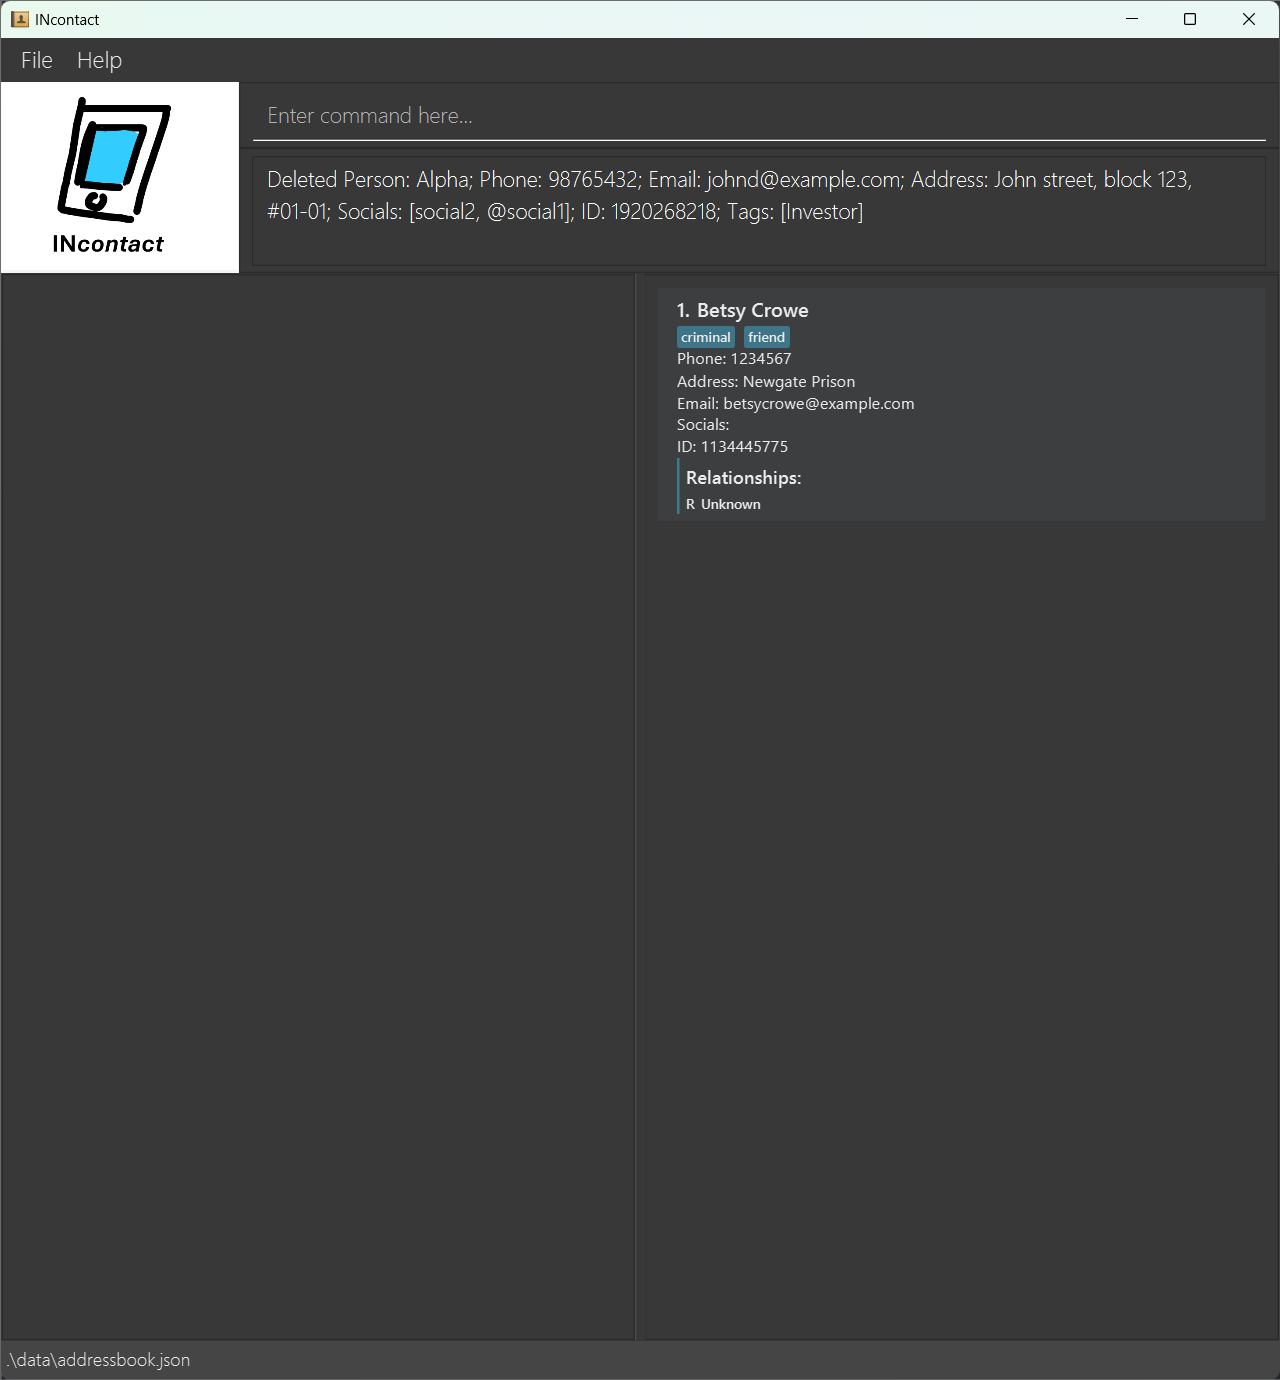 INcontact
File Help
INcontact
Enter command here...
Deleted Person: Alpha; Phone: 98765432; Email: johnd@example.com; Address: John street, block 123,
#01-01; Socials: [social2, @social1]; ID: 1920268218; Tags: [Investor]
1. Betsy Crowe
criminal friend
Phone: 1234567
Address: Newgate Prison
Email: betsycrowe@example.com
Socials:
ID: 1134445775
Relationships:
R Unknown
.\data\addressbook.json